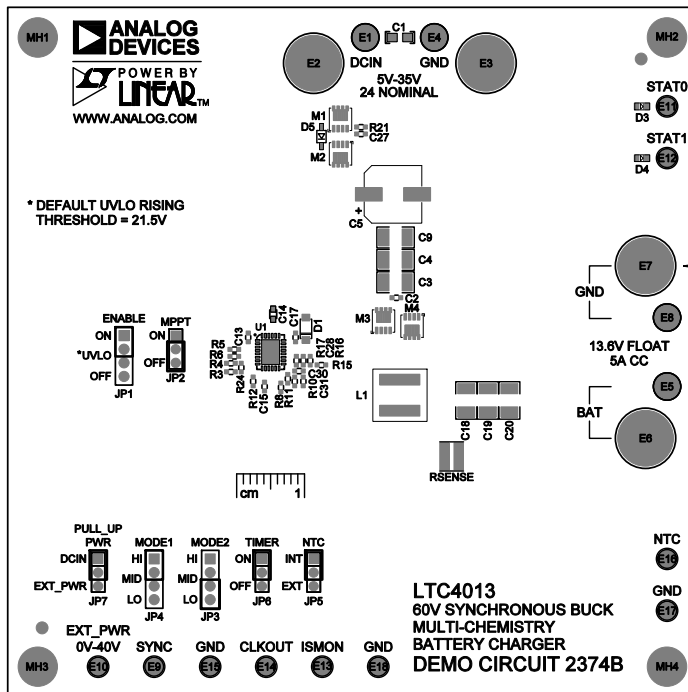 MH1
ANALOG
DEVICES
POWER BY
LINEAR TM
WWW.ANALOG.COM
E1
C1
E4
MH2
E2
DCIN
GND
E3
5V-35V
24 NOMINAL
STAT0
E11
D3
STAT1
E12
D4
M1
D5
R21
C27
M2
* DEFAULT UVLO RISING
THRESHOLD = 21.5V
+
C5
C9
C4
C3
C2
M3
M4
E7
GND
E8
13.6V FLOAT
5A CC
E5
BAT
E6
ENABLE
ON
*UVLO
OFF
JP1
MPPT
ON
OFF
JP2
C14
U1
C17
D1
C13
R5
R6
R4
R3
R24
R12
C15
R8
R11
R10
C31
C30
R17
C28
R16
R15
L1
C18
C19
C20
RSENSE
cm 1
PULL_UP
PWR
DCIN
EXT_PWR
JP7
MODE1
HI
MID
LO
JP4
MODE2
HI
MID
LO
JP3
TIMER
ON
OFF
JP6
NTC
INT
EXT
JP5
NTC
E16
GND
E17
LTC4013
60V SYNCHRONOUS BUCK
MULTI-CHEMISTRY
BATTERY CHARGER
DEMO CIRCUIT 2374B
EXT_PWR
0V-40V
SYNC
GND
CLKOUT
ISMON
GND
MH3
E10
E9
E15
E14
E13
E18
MH4